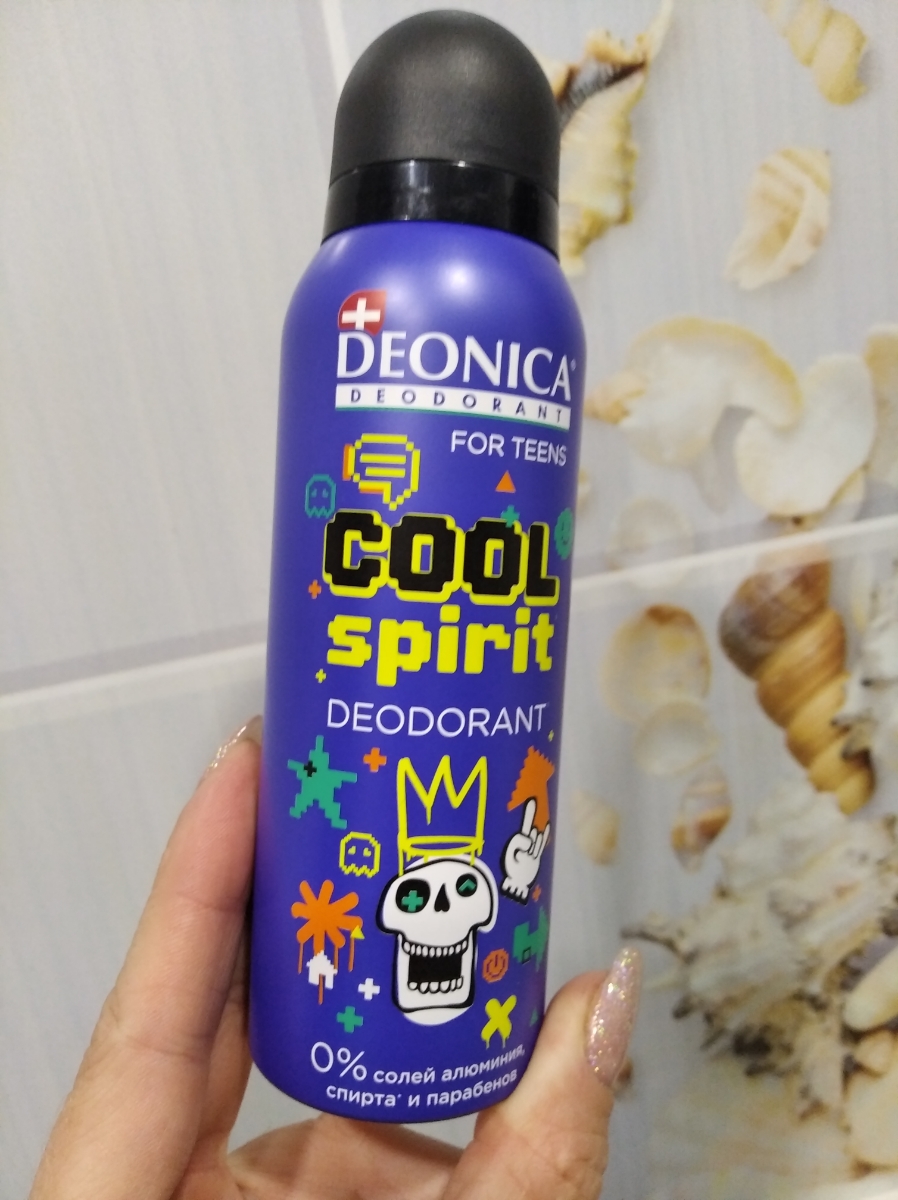 DEONICA®
DEODORANT
FOR TEENS
COOL
spirit
DEODORANT
0% солей алюминия,
спирта* и парабенов